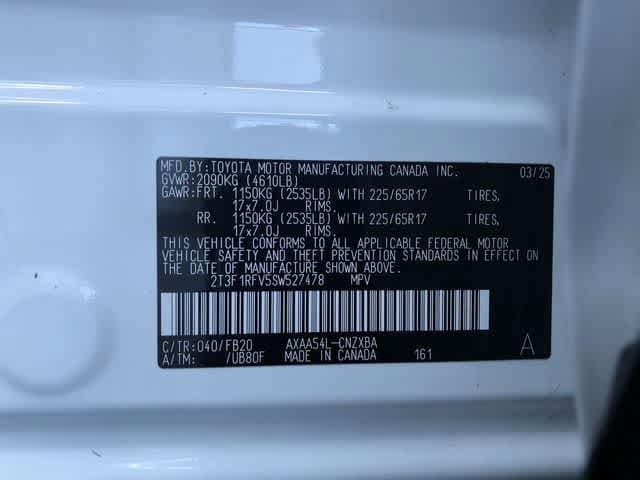 MFD.BY:TOYOTA MOTOR MANUFACTURING CANADA INC. 03/25
GVWR:2090KG (4610LB)
GAWR:FRT. 1150KG (2535LB) WITH 225/65R17 TIRES,
17x7.0J RIMS.
RR. 1150KG (2535LB) WITH 225/65R17 TIRES,
17x7.0J RIMS.
THIS VEHICLE CONFORMS TO ALL APPLICABLE FEDERAL MOTOR
VEHICLE SAFETY AND THEFT PREVENTION STANDARDS IN EFFECT ON
THE DATE OF MANUFACTURE SHOWN ABOVE.
2T3F1RFV5SW527478 MPV
C/TR:040/FB20 AXAA54L-CNZXBA
A/TM: /UB80F MADE IN CANADA 161 A